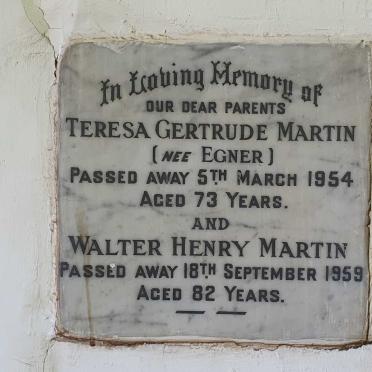 In Loving Memory of
OUR DEAR PARENTS
TERESA GERTRUDE MARTIN
(NEE EGNER)
PASSED AWAY 5TH MARCH 1954
AGED 73 YEARS.
AND
WALTER HENRY MARTIN
PASSED AWAY 18TH SEPTEMBER 1959
AGED 82 YEARS.